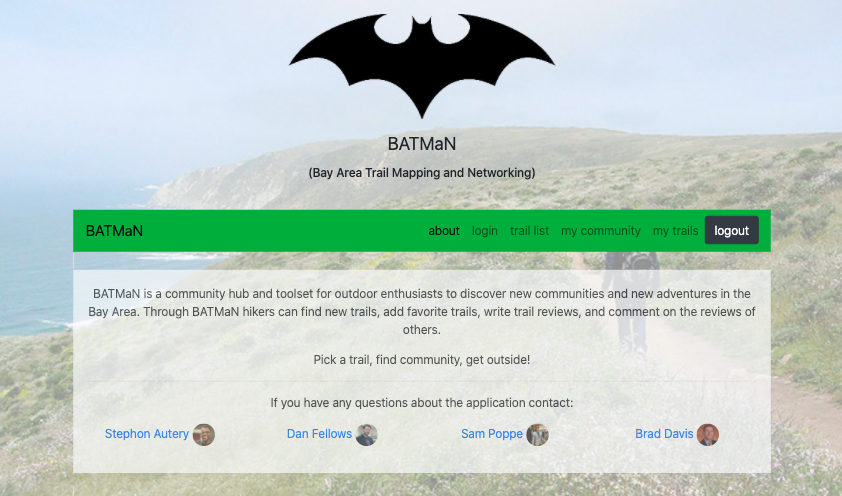 BATMaN
(Bay Area Trail Mapping and Networking)
BATMaN about login trail list my community my trails logout
BATMaN is a community hub and toolset for outdoor enthusiasts to discover new communities and new adventures in the
Bay Area. Through BATMaN hikers can find new trails, add favorite trails, write trail reviews, and comment on the reviews of
others.
Pick a trail, find community, get outside!
If you have any questions about the application contact:
Stephon Autery Dan Fellows Sam Poppe Brad Davis